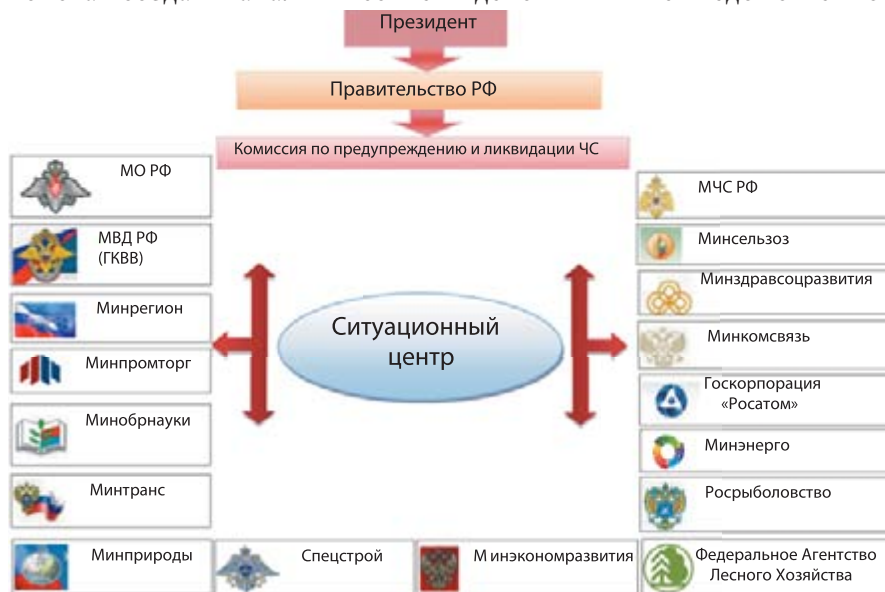 Президент
Правительство РФ
Комиссия по предупреждению и ликвидации ЧС
МО РФ
МВД РФ
(ГКВВ)
Минрегион
Минпромторг
Минобрнауки
Минтранс
Минприроды
Ситуационный
центр
МЧС РФ
Минсельзоз
Минздравсоцразвития
Минкомсвязь
Госкорпорация
«Росатом»
Минэнерго
Росрыболовство
Спецстрой
М инэкономразвития
Федеральное Агентство
Лесного Хозяйства